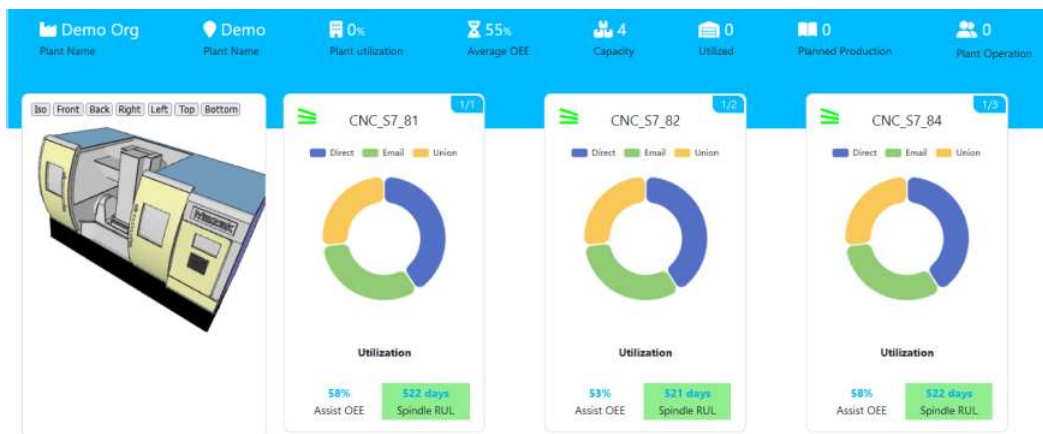 Demo Org
Plant Name
Demo
Plant Name
0%
Plant utilization
55%
Average OEE
4
Capacity
0
Utilized
0
Planned Production
0
Plant Operation
Iso Front Back Right Left Top Bottom
1/1
CNC_S7_81
Direct Email Union
Utilization
58%
Assist OEE
522 days
Spindle RUL
1/2
CNC_S7_82
Direct Email Union
Utilization
53%
Assist OEE
521 days
Spindle RUL
1/3
CNC_S7_84
Direct Email Union
Utilization
58%
Assist OEE
522 days
Spindle RUL